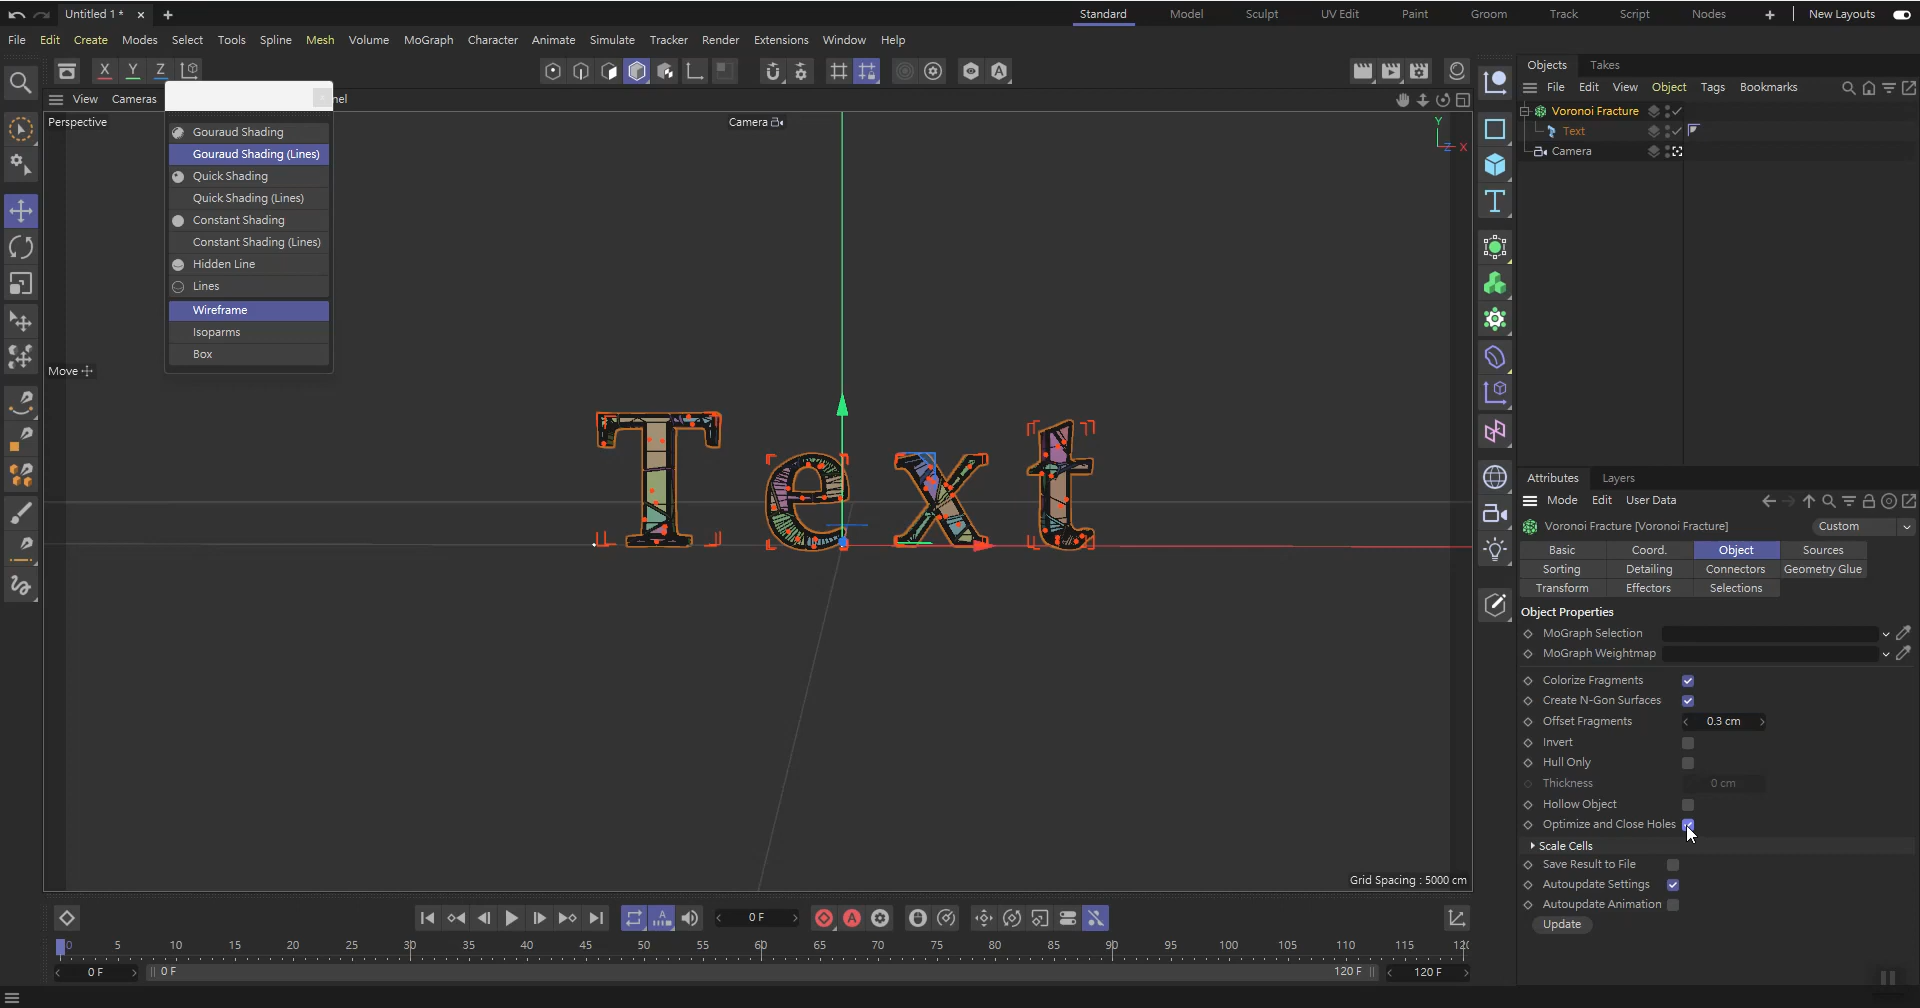 Untitled 1 *
Standard Model Sculpt UV Edit Paint Groom Track Script Nodes New Layouts
File Edit Create Modes Select Tools Spline Mesh Volume MoGraph Character Animate Simulate Tracker Render Extensions Window Help
X Y Z
View Cameras
Perspective
Camera
Gouraud Shading
Gouraud Shading (Lines)
Quick Shading
Quick Shading (Lines)
Constant Shading
Constant Shading (Lines)
Hidden Line
Lines
Wireframe
Isoparms
Box
Move
Y
Z X
Text
Grid Spacing : 5000 cm
Objects Takes
File Edit View Object Tags Bookmarks
Voronoi Fracture
Text
Camera
Attributes Layers
Mode Edit User Data
Voronoi Fracture [Voronoi Fracture] Custom
Basic Coord. Object Sources
Sorting Detailing Connectors Geometry Glue
Transform Effectors Selections
Object Properties
MoGraph Selection
MoGraph Weightmap
Colorize Fragments
Create N-Gon Surfaces
Offset Fragments 0.3 cm
Invert
Hull Only
Thickness 0 cm
Hollow Object
Optimize and Close Holes
Scale Cells
Save Result to File
Autoupdate Settings
Autoupdate Animation
Update
0 F
0 5 10 15 20 25 30 35 40 45 50 55 60 65 70 75 80 85 90 95 100 105 110 115 120
0 F 0 F 120 F 120 F